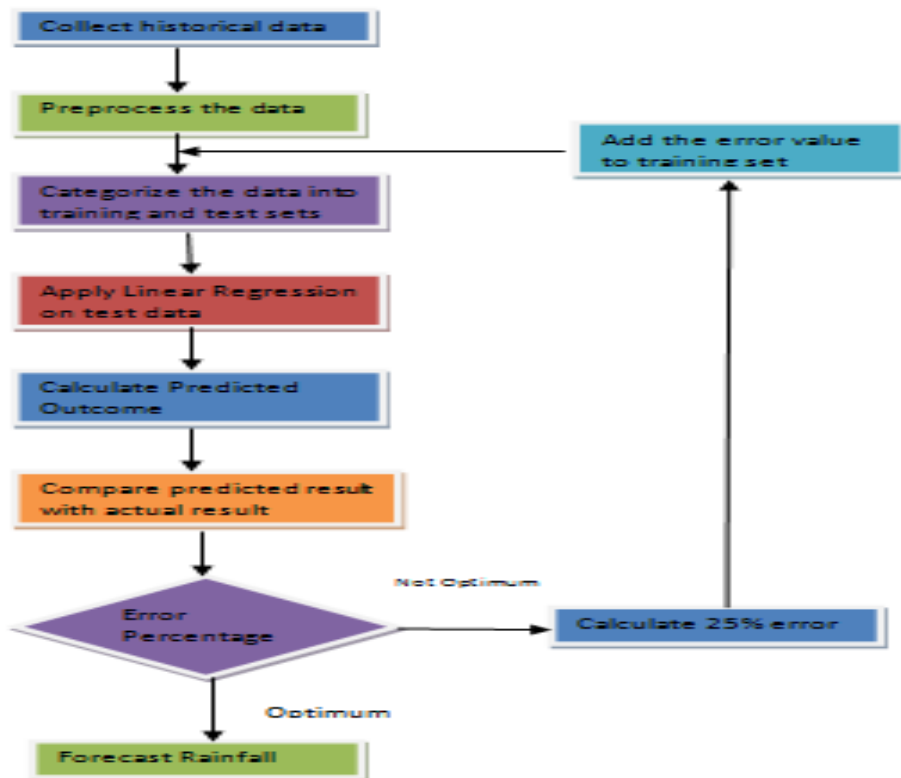 Collect historical data
Preprocess the data
Add the error value
to training set
Categorize the data into
training and test sets
Apply Linear Regression
on test data
Calculate Predicted
Outcome
Compare predicted result
with actual result
Not Optimum
Error
Percentage
Calculate 25% error
Optimum
Forecast Rainfall